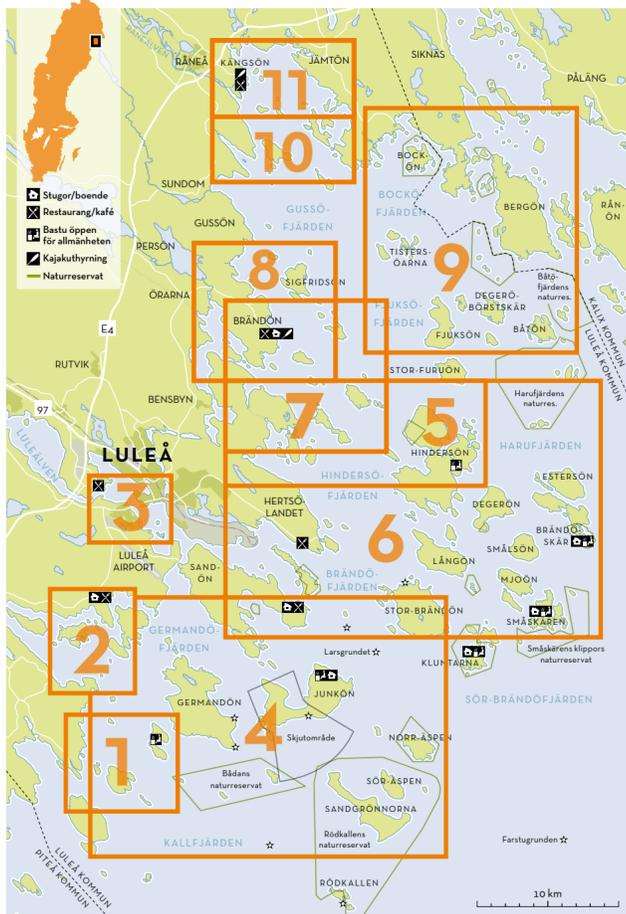 RÅNEÅ
RÅNEÄLVEN
KÄNGSÖN
JÄMTÖN
SIKNÄS
PÅLÄNG
11
10
SUNDOM
Stugor/boende
Restaurang/kafé
Bastu öppen
för allmänheten
Kajakuthyrning
Naturreservat
GUSSÖ-
FJÄRDEN
GUSSÖN
BOCK-
ÖN
BOCKÖ-
FJÄRDEN
BERGÖN
RÅN-
ÖN
PERSÖN
8
SIGFRIDSÖN
TISTERS-
ÖARNA
9
ÖRARNA
BRÄNDÖN
FJUKSÖ-
FJÄRDEN
DEGERÖ-
BÖRSTSKÄR
Båtö-
fjärdens
naturres.
FJUKSÖN
BÅTÖN
KALIX KOMMUN
LULEÅ KOMMUN
E4
RUTVIK
STOR-FURUÖN
Harufjärdens
naturres.
BENSBYN
97
7
5
HINDERSÖN
HARUFJÄRDEN
LULEÄLVEN
LULEÅ
3
HINDERSÖ-
FJÄRDEN
ESTERSÖN
HERTSÖ-
LANDET
DEGERÖN
6
BRÄNDÖ-
SKÄR
SMÅLSÖN
LULEÅ
AIRPORT
SAND-
ÖN
LÅNGÖN
MJOÖN
BRÄNDÖ-
FJÄRDEN
STOR-BRÄNDÖN
SMÅSKÄREN
2
GERMANDÖ-
FJÄRDEN
Larsgrundet
KLUNTARNA
Småskärens klippors
naturreservat
JUNKÖN
SÖR-BRÄNDÖFJÄRDEN
GERMANDÖN
4
Skjutområde
NORR-ÄSPEN
1
Bådans
naturreservat
SÖR-ÄSPEN
SANDGRÖNNORNA
Rödkallens
naturreservat
KALLFJÄRDEN
Farstugrunden
LULEÅ KOMMUN
PITEÅ KOMMUN
RÖDKALLEN
10 km